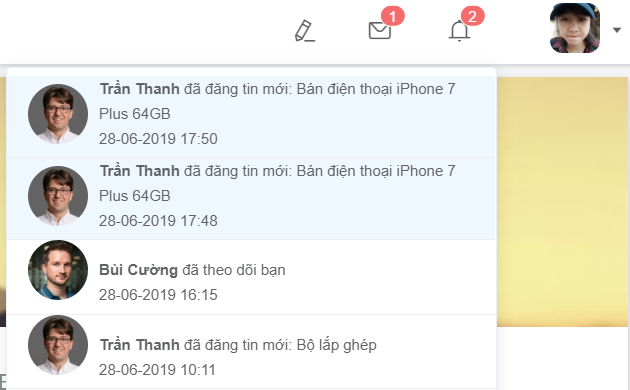 1
2
Trần Thanh đã đăng tin mới: Bán điện thoại iPhone 7
Plus 64GB
28-06-2019 17:50
Trần Thanh đã đăng tin mới: Bán điện thoại iPhone 7
Plus 64GB
28-06-2019 17:48
Bùi Cường đã theo dõi bạn
28-06-2019 16:15
Trần Thanh đã đăng tin mới: Bộ lắp ghép
28-06-2019 10:11